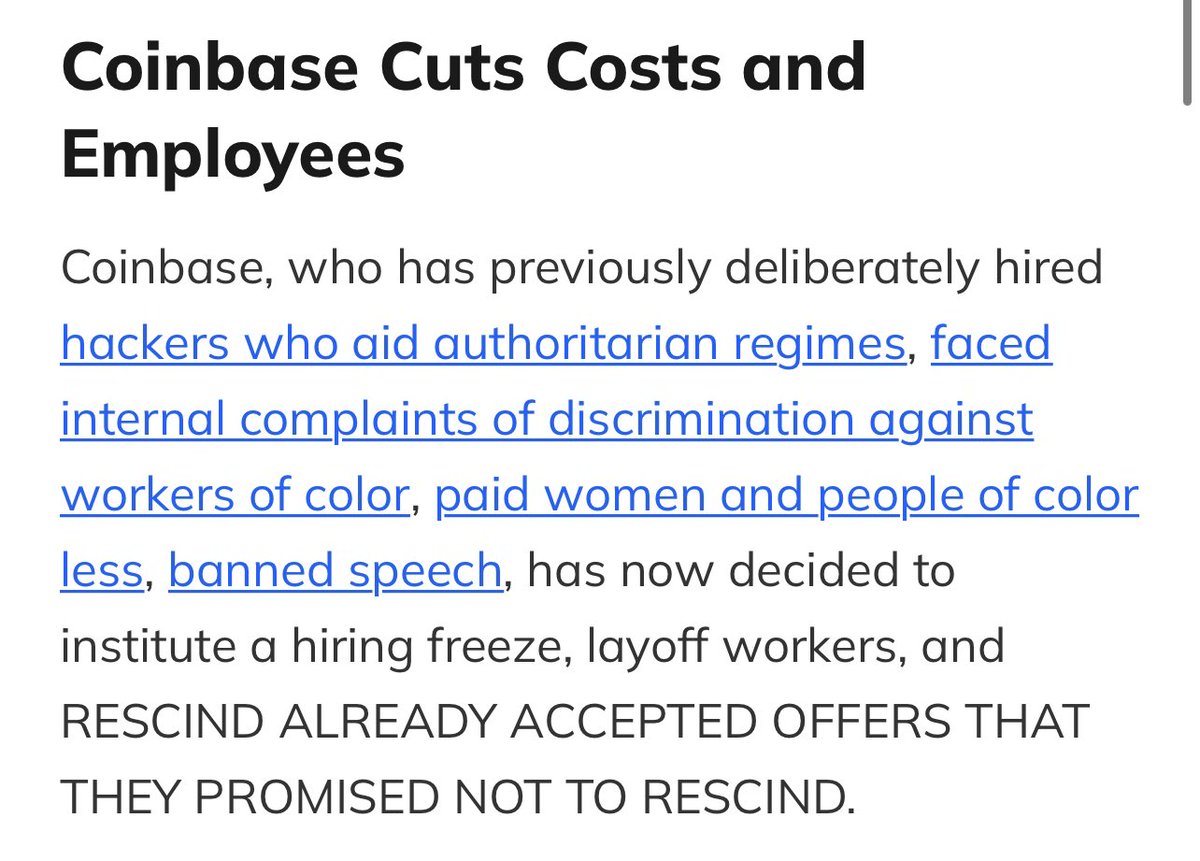 Coinbase Cuts Costs and
Employees
Coinbase, who has previously deliberately hired
hackers who aid authoritarian regimes, faced
internal complaints of discrimination against
workers of color, paid women and people of color
less, banned speech, has now decided to
institute a hiring freeze, layoff workers, and
RESCIND ALREADY ACCEPTED OFFERS THAT
THEY PROMISED NOT TO RESCIND.